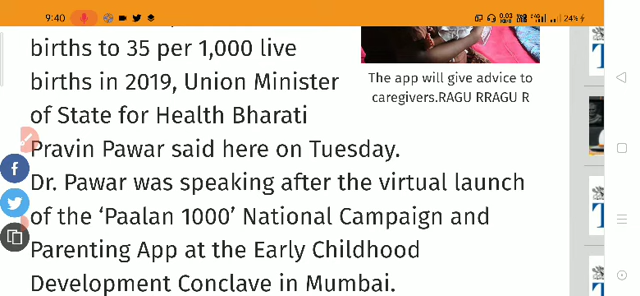 9:40
24%
births to 35 per 1,000 live
births in 2019, Union Minister
of State for Health Bharati
Pravin Pawar said here on Tuesday.
Dr. Pawar was speaking after the virtual launch
of the ‘Paalan 1000’ National Campaign and
Parenting App at the Early Childhood
Development Conclave in Mumbai.
The app will give advice to
caregivers.RAGU RRAGU R